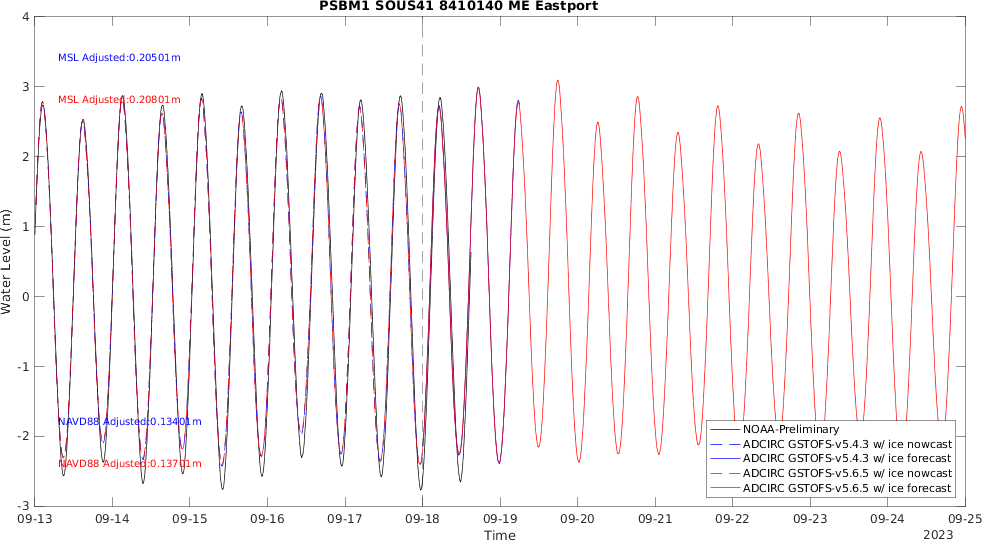 PSBM1 SOUS41 8410140 ME Eastport
4
MSL Adjusted:0.20501m
3
MSL Adjusted:0.20801m
2
1
Water Level (m)
0
-1
NAVD88 Adjusted:0.13401m
-2
NAVD88 Adjusted:0.13701m
-3
NOAA-Preliminary
ADCIRC GSTOFS-v5.4.3 w/ ice nowcast
ADCIRC GSTOFS-v5.4.3 w/ ice forecast
ADCIRC GSTOFS-v5.6.5 w/ ice nowcast
ADCIRC GSTOFS-v5.6.5 w/ ice forecast
09-13 09-14 09-15 09-16 09-17 09-18 09-19 09-20 09-21 09-22 09-23 09-24 09-25
Time
2023